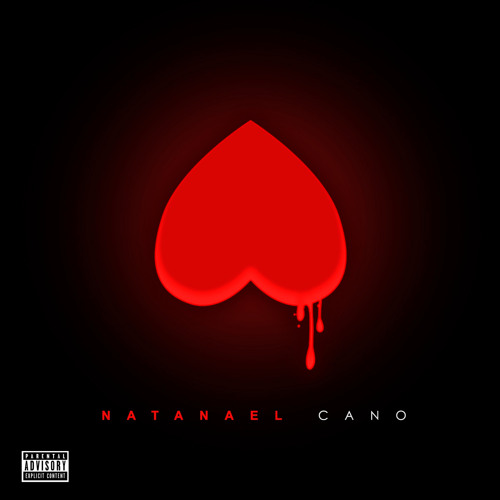 NATANAEL CANO
PARENTAL
ADVISORY
EXPLICIT CONTENT